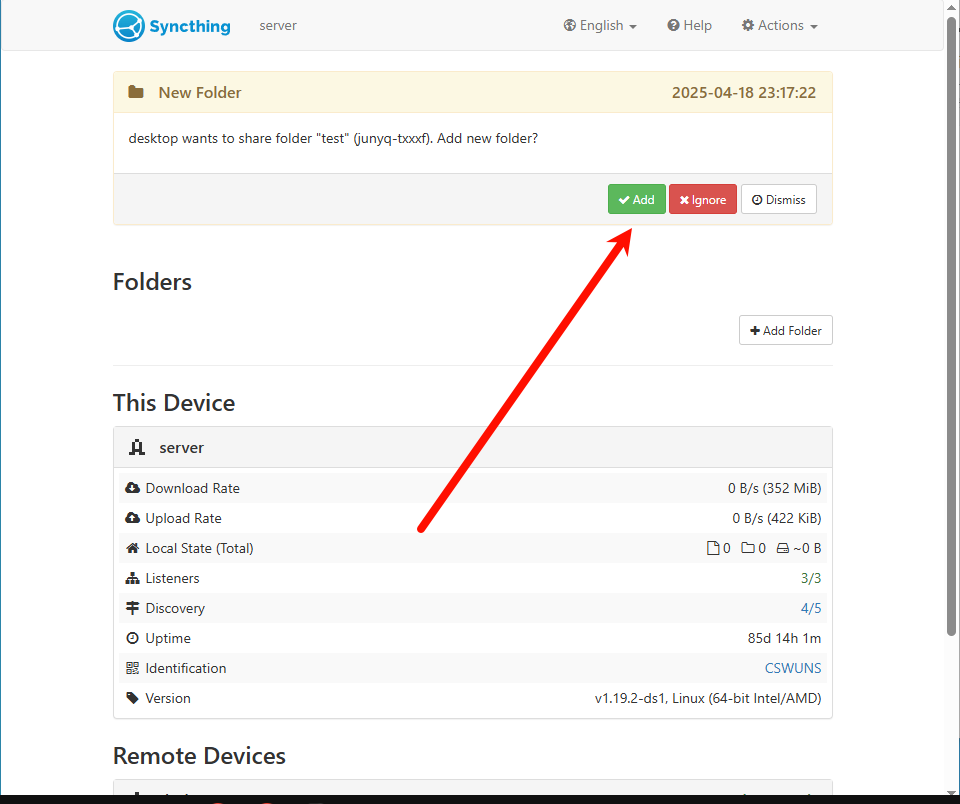 Syncthing server English Help Actions
New Folder 2025-04-18 23:17:22
desktop wants to share folder "test" (junyq-txxxf). Add new folder?
Add Ignore Dismiss
Folders
Add Folder
This Device
server
Download Rate 0 B/s (352 MiB)
Upload Rate 0 B/s (422 KiB)
Local State (Total) 0 0 ~0 B
Listeners 3/3
Discovery 4/5
Uptime 85d 14h 1m
Identification CSWUNS
Version v1.19.2-ds1, Linux (64-bit Intel/AMD)
Remote Devices